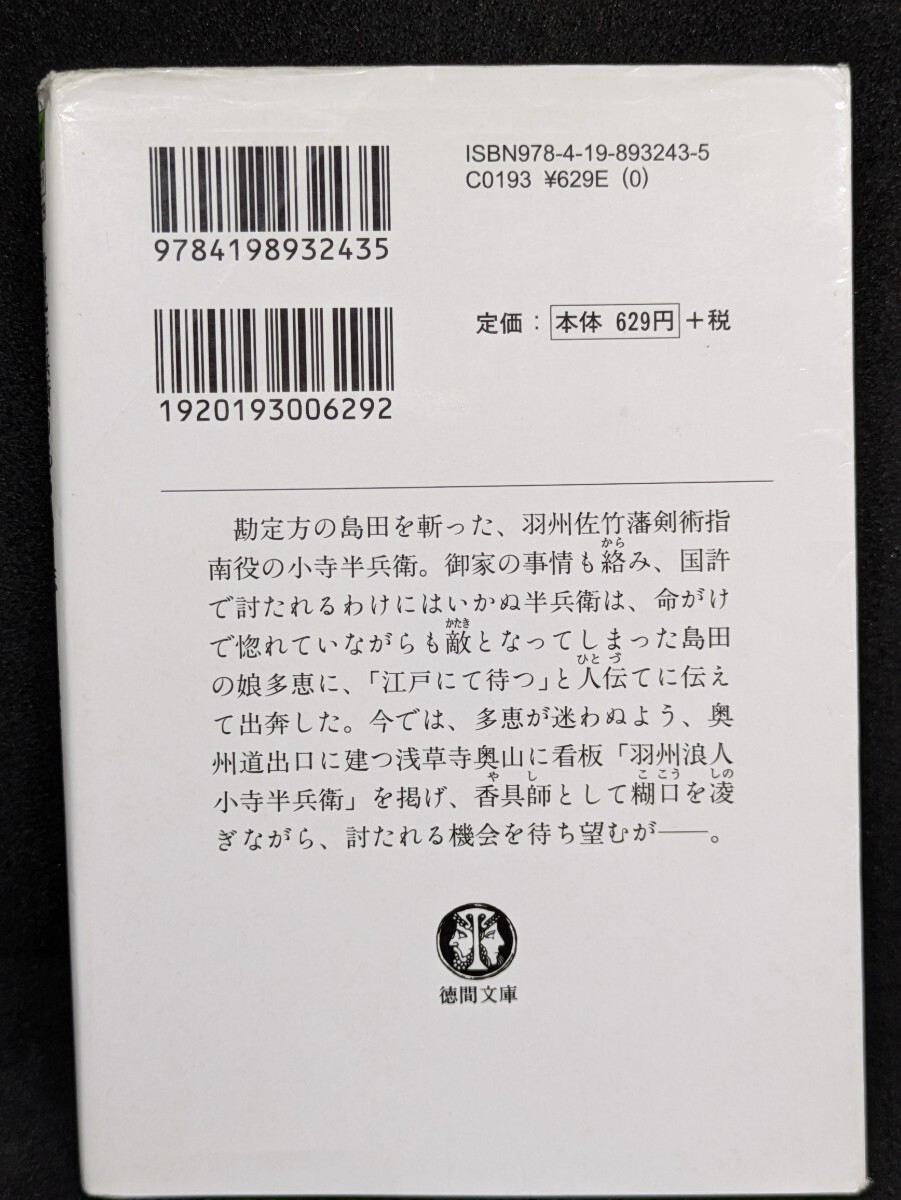 ISBN978-4-19-893243-5
C0193 ¥629E (0)
9784198932435
定価：本体 629円＋税
1920193006292
勘定方の島田を斬った、羽州佐竹藩剣術指
南役の小寺半兵衛。御家の事情も絡み、国許
で討たれるわけにはいかぬ半兵衛は、命がけ
で惚れていながらも敵となってしまった島田
の娘多恵に、「江戸にて待つ」と人伝てに伝え
て出奔した。今では、多恵が迷わぬよう、奥
州道出口に建つ浅草寺奥山に看板「羽州浪人
小寺半兵衛」を掲げ、香具師として糊口を凌
ぎながら、討たれる機会を待ち望むが――。
徳間文庫